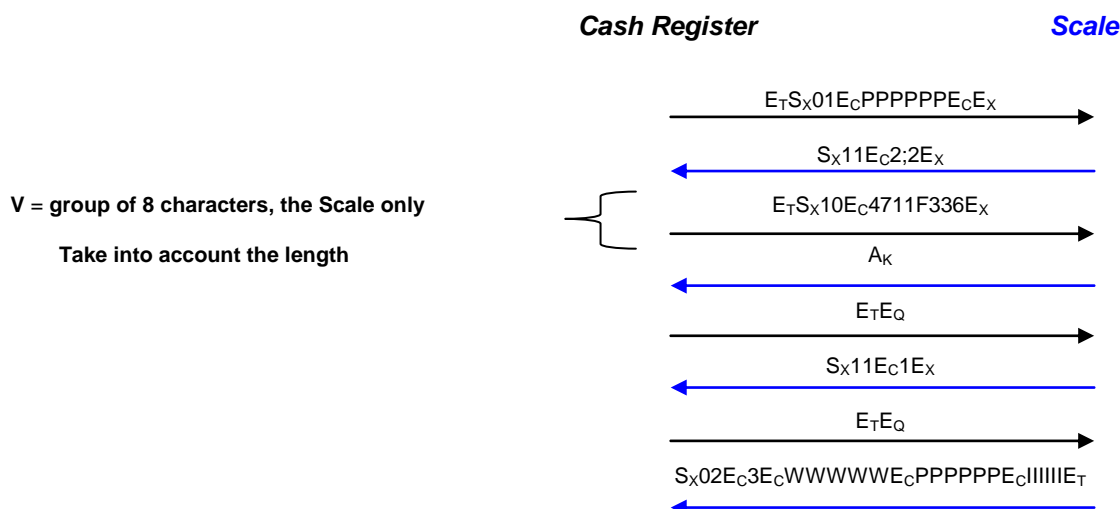 Cash Register Scale
ETSX01ECPPPPPPECEX
SX11EC2;2EX
V = group of 8 characters, the Scale only
ETSX10EC4711F336EX
Take into account the length
AK
ETEQ
SX11EC1EX
ETEQ
SX02EC3ECWWWWWECPPPPPPECIIIIIIET